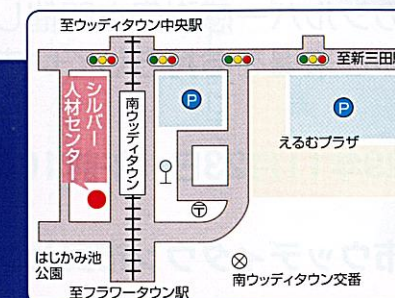 至ウッディタウン中央駅
至新三田駅
シルバー
人材センター
南ウッディタウン
P
P
えるむプラザ
〒
はじかみ池
公園
南ウッディタウン交番
至フラワータウン駅